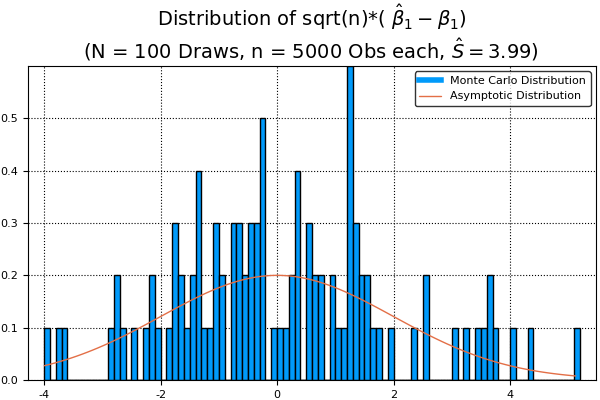 Distribution of sqrt(n)*( β̂₁ − β₁)
(N = 100 Draws, n = 5000 Obs each, Ŝ = 3.99)
Monte Carlo Distribution
Asymptotic Distribution
0.5
0.4
0.3
0.2
0.1
0.0
-4 -2 0 2 4